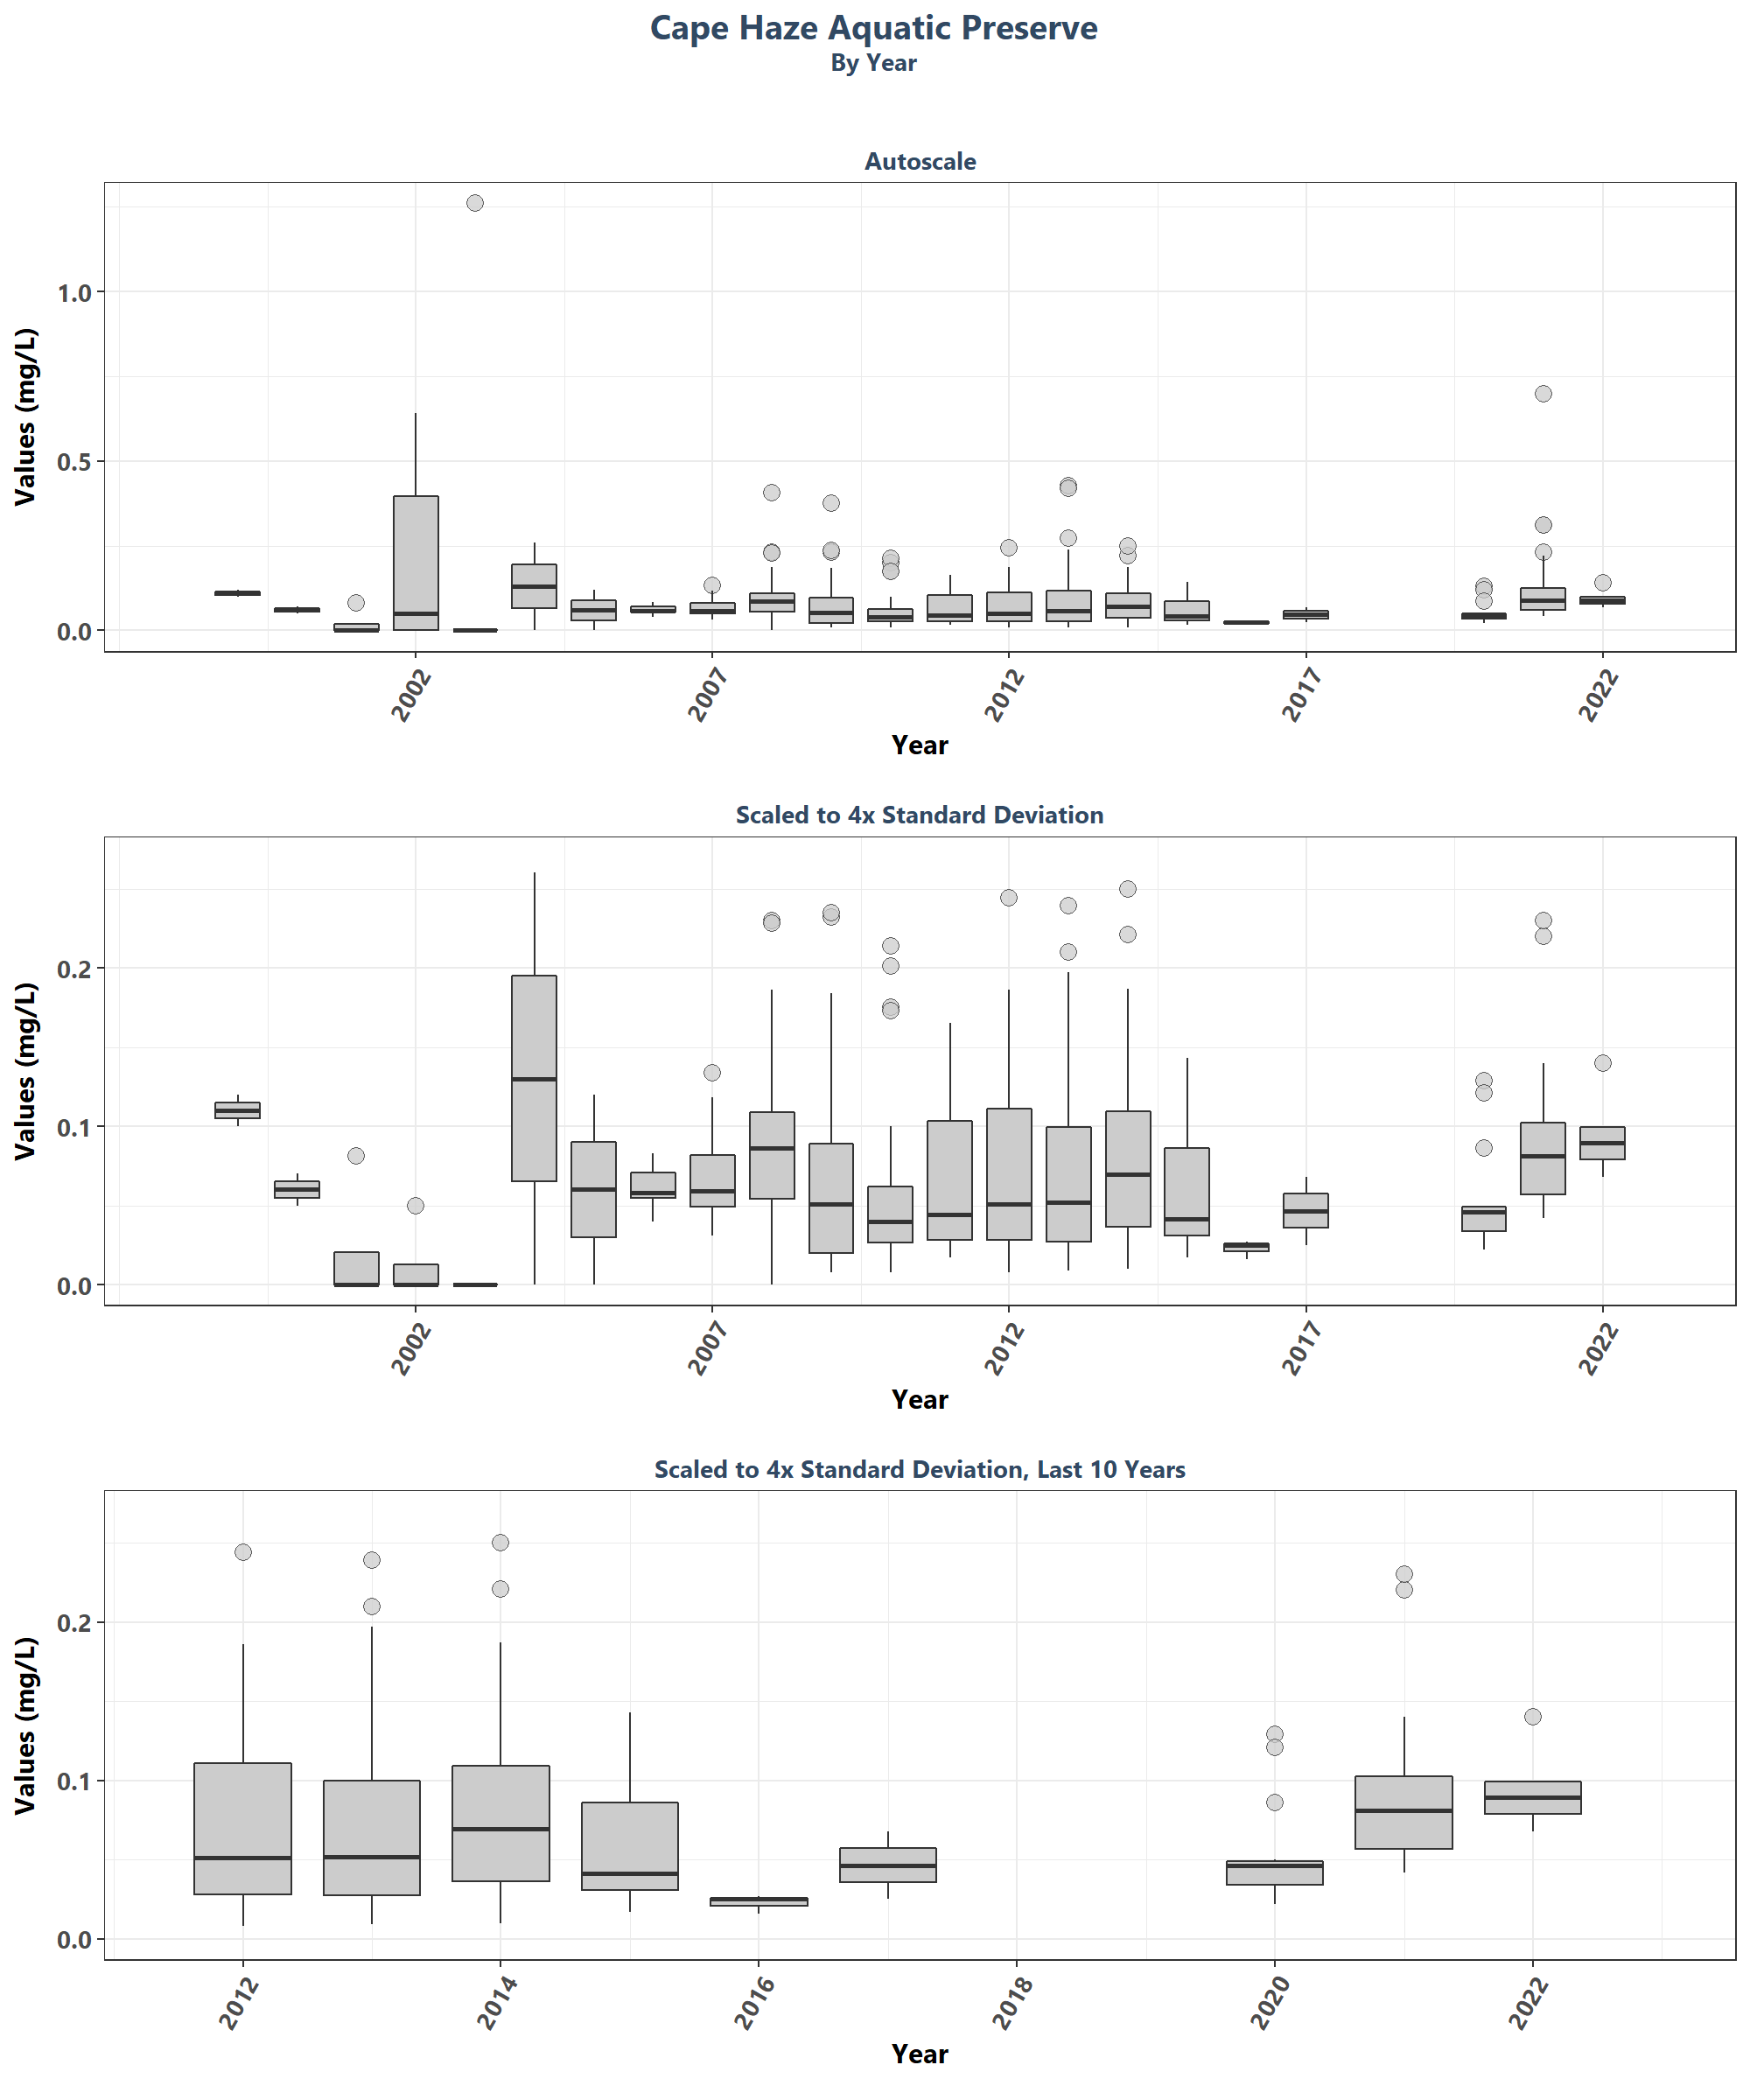 Cape Haze Aquatic Preserve
By Year
Autoscale
Values (mg/L)
1.0
0.5
0.0
2002
2007
2012
2017
2022
Year
Scaled to 4x Standard Deviation
Values (mg/L)
0.2
0.1
0.0
2002
2007
2012
2017
2022
Year
Scaled to 4x Standard Deviation, Last 10 Years
Values (mg/L)
0.2
0.1
0.0
2012
2014
2016
2018
2020
2022
Year